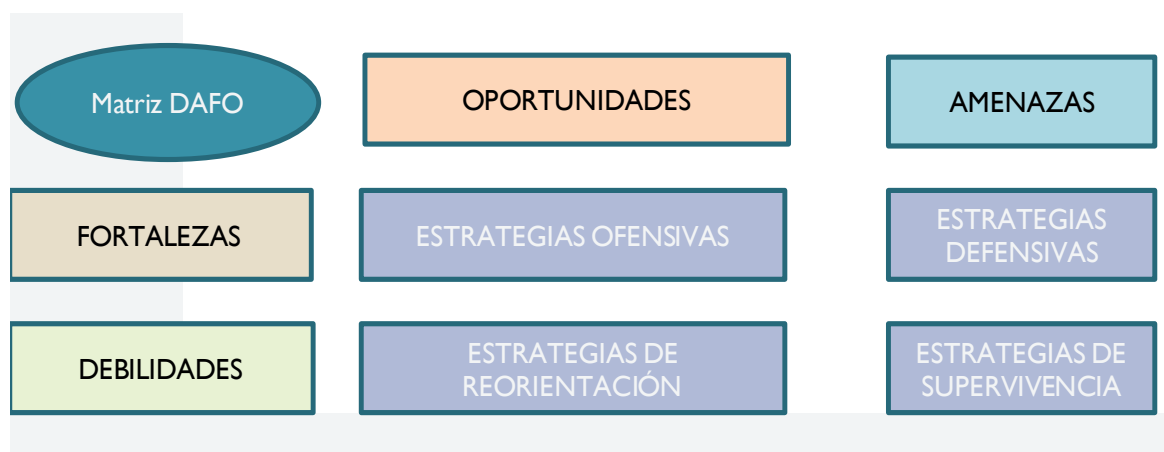 Matriz DAFO
OPORTUNIDADES
AMENAZAS
FORTALEZAS
ESTRATEGIAS OFENSIVAS
ESTRATEGIAS
DEFENSIVAS
DEBILIDADES
ESTRATEGIAS DE
REORIENTACIÓN
ESTRATEGIAS DE
SUPERVIVENCIA